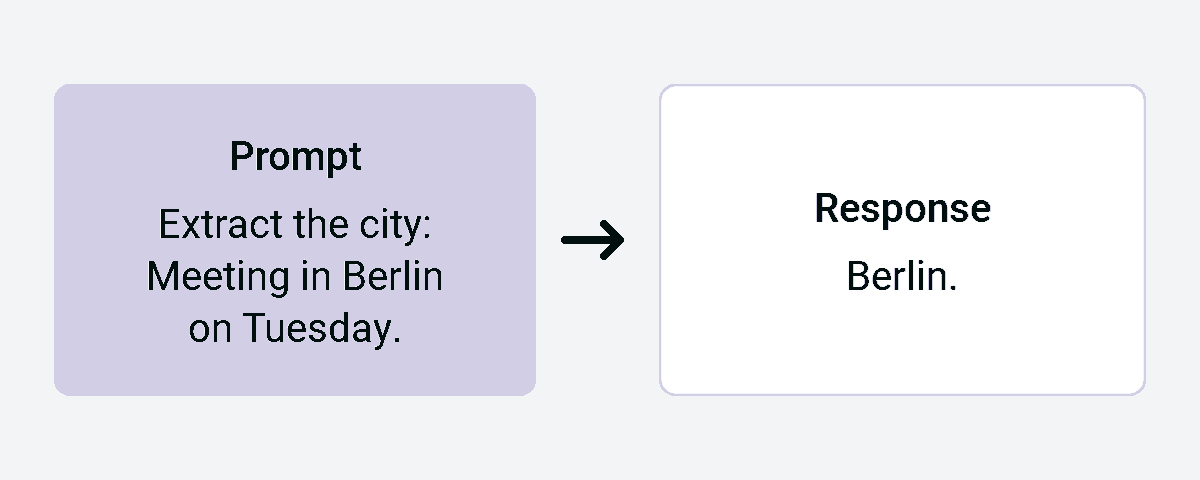 Prompt
Extract the city:
Meeting in Berlin
on Tuesday.
Response
Berlin.